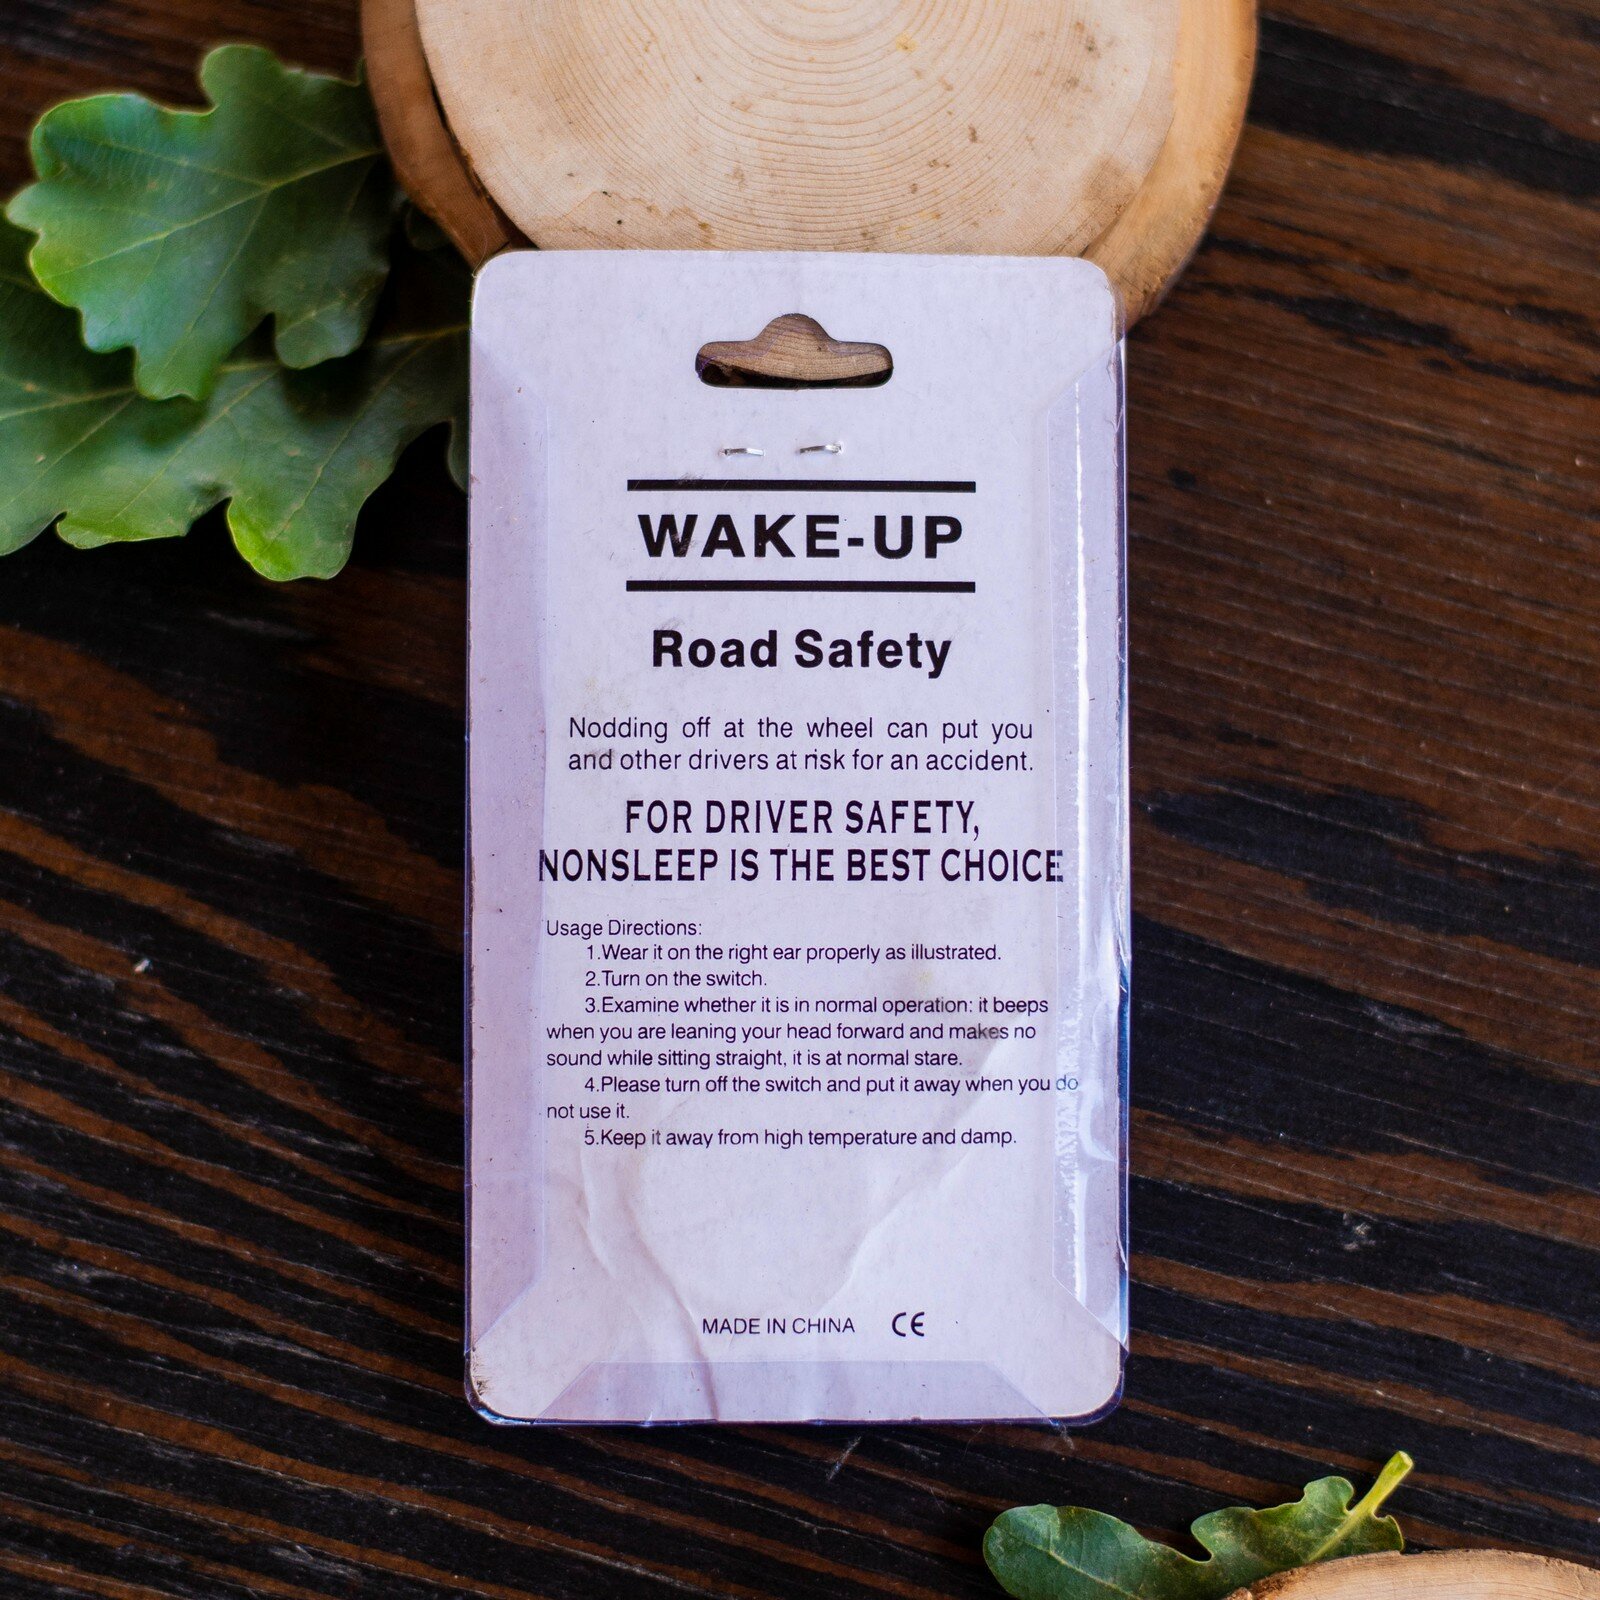 WAKE-UP
Road Safety
Nodding off at the wheel can put you
and other drivers at risk for an accident.
FOR DRIVER SAFETY,
NONSLEEP IS THE BEST CHOICE
Usage Directions:
1.Wear it on the right ear properly as illustrated.
2.Turn on the switch.
3.Examine whether it is in normal operation: it beeps
when you are leaning your head forward and makes no
sound while sitting straight, it is at normal stare.
4.Please turn off the switch and put it away when you do
not use it.
5.Keep it away from high temperature and damp.
MADE IN CHINA CE